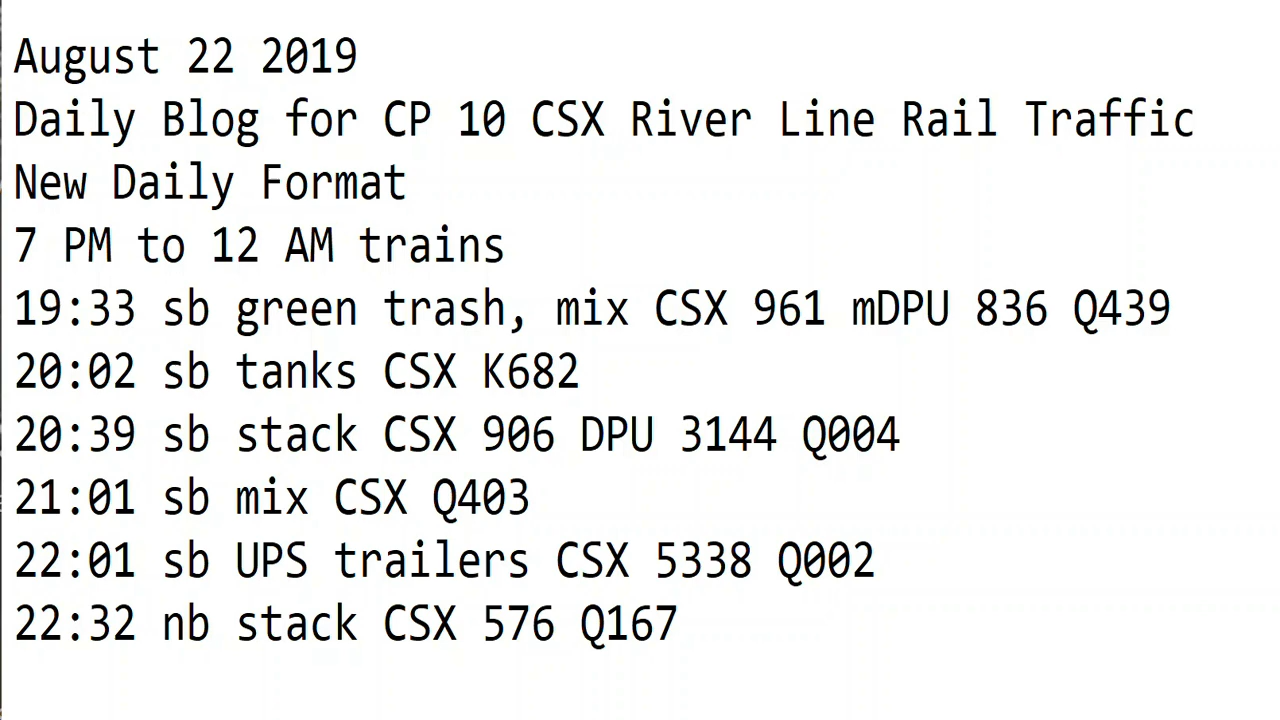 August 22 2019
Daily Blog for CP 10 CSX River Line Rail Traffic
New Daily Format
7 PM to 12 AM trains
19:33 sb green trash, mix CSX 961 mDPU 836 Q439
20:02 sb tanks CSX K682
20:39 sb stack CSX 906 DPU 3144 Q004
21:01 sb mix CSX Q403
22:01 sb UPS trailers CSX 5338 Q002
22:32 nb stack CSX 576 Q167